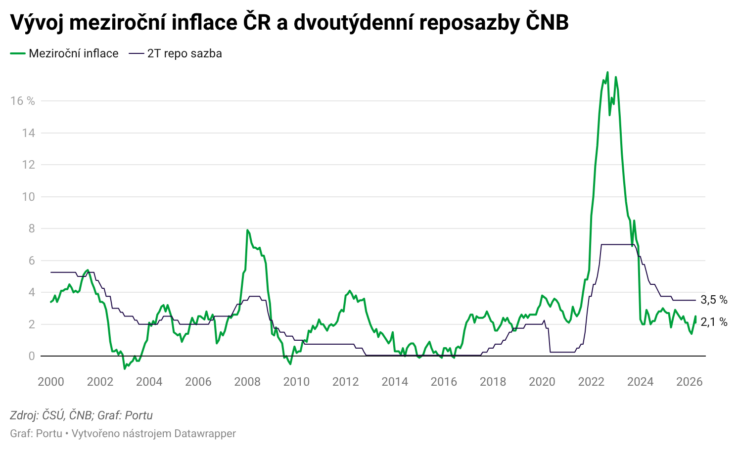 Vývoj meziroční inflace ČR a dvoutýdenní reposazby ČNB
Meziroční inflace 2T repo sazba
16 %
14
12
10
8
6
4
2
0
3,5 %
2,1 %
2000 2002 2004 2006 2008 2010 2012 2014 2016 2018 2020 2022 2024 2026
Zdroj: ČSÚ, ČNB; Graf: Portu
Graf: Portu • Vytvořeno nástrojem Datawrapper